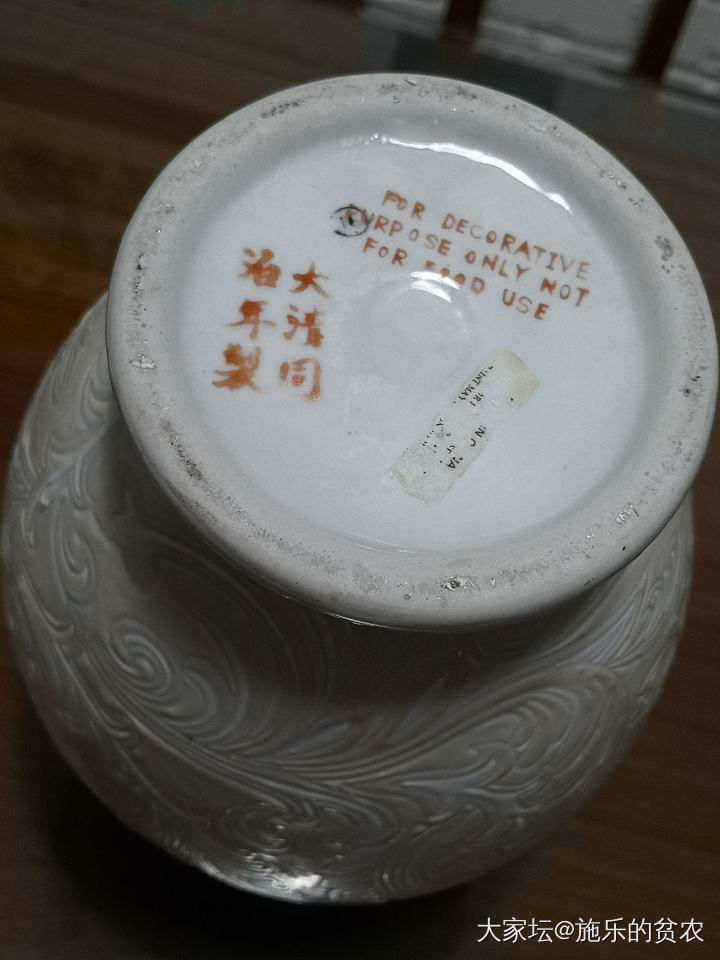 FOR DECORATIVE
PURPOSE ONLY NOT
FOR FOOD USE
大清同
治年製
大家坛@施乐的贫农